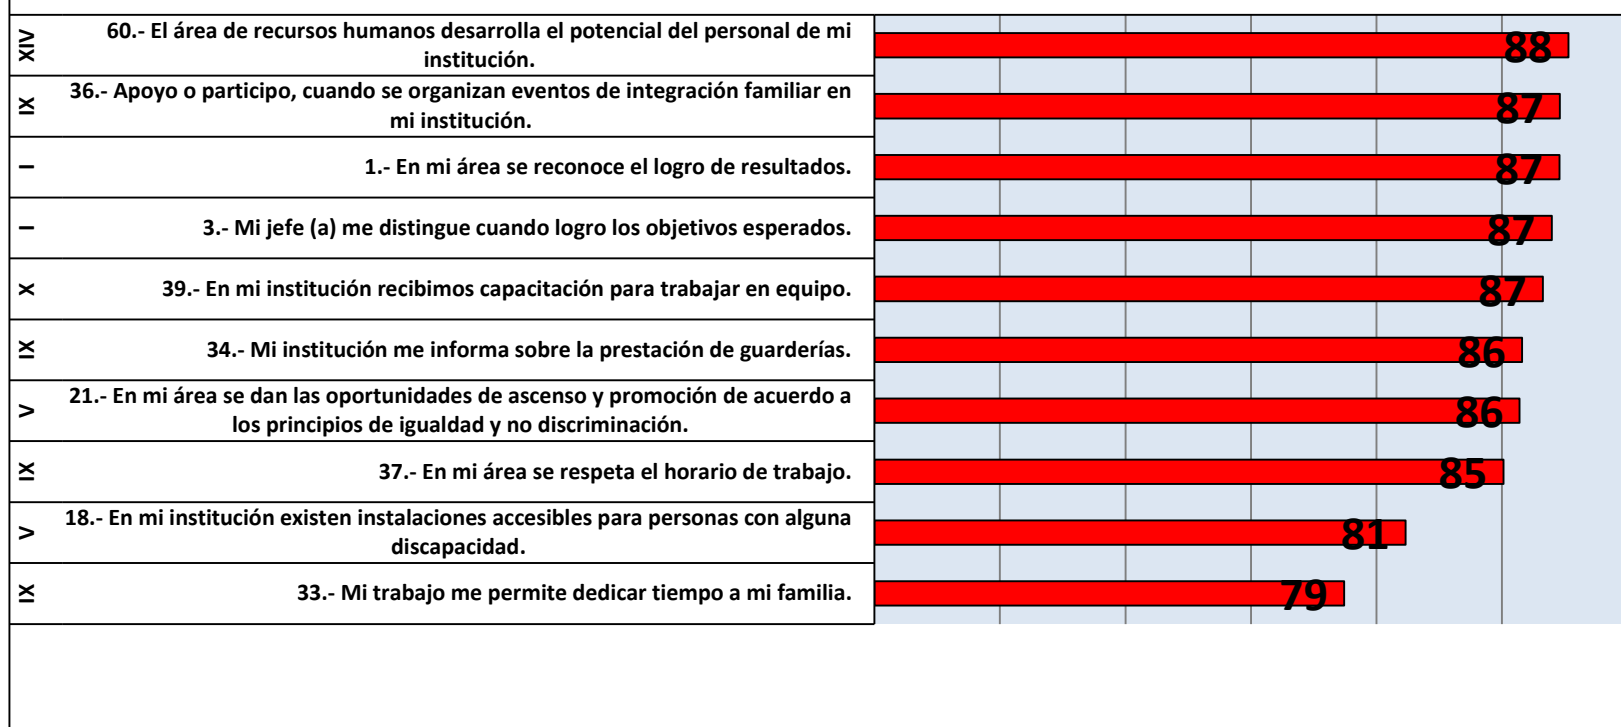 XIV
60.- El área de recursos humanos desarrolla el potencial del personal de mi
institución.
88
IX
36.- Apoyo o participo, cuando se organizan eventos de integración familiar en
mi institución.
87
I
1.- En mi área se reconoce el logro de resultados.
87
I
3.- Mi jefe (a) me distingue cuando logro los objetivos esperados.
87
X
39.- En mi institución recibimos capacitación para trabajar en equipo.
87
IX
34.- Mi institución me informa sobre la prestación de guarderías.
86
V
21.- En mi área se dan las oportunidades de ascenso y promoción de acuerdo a
los principios de igualdad y no discriminación.
86
IX
37.- En mi área se respeta el horario de trabajo.
85
V
18.- En mi institución existen instalaciones accesibles para personas con alguna
discapacidad.
81
IX
33.- Mi trabajo me permite dedicar tiempo a mi familia.
79